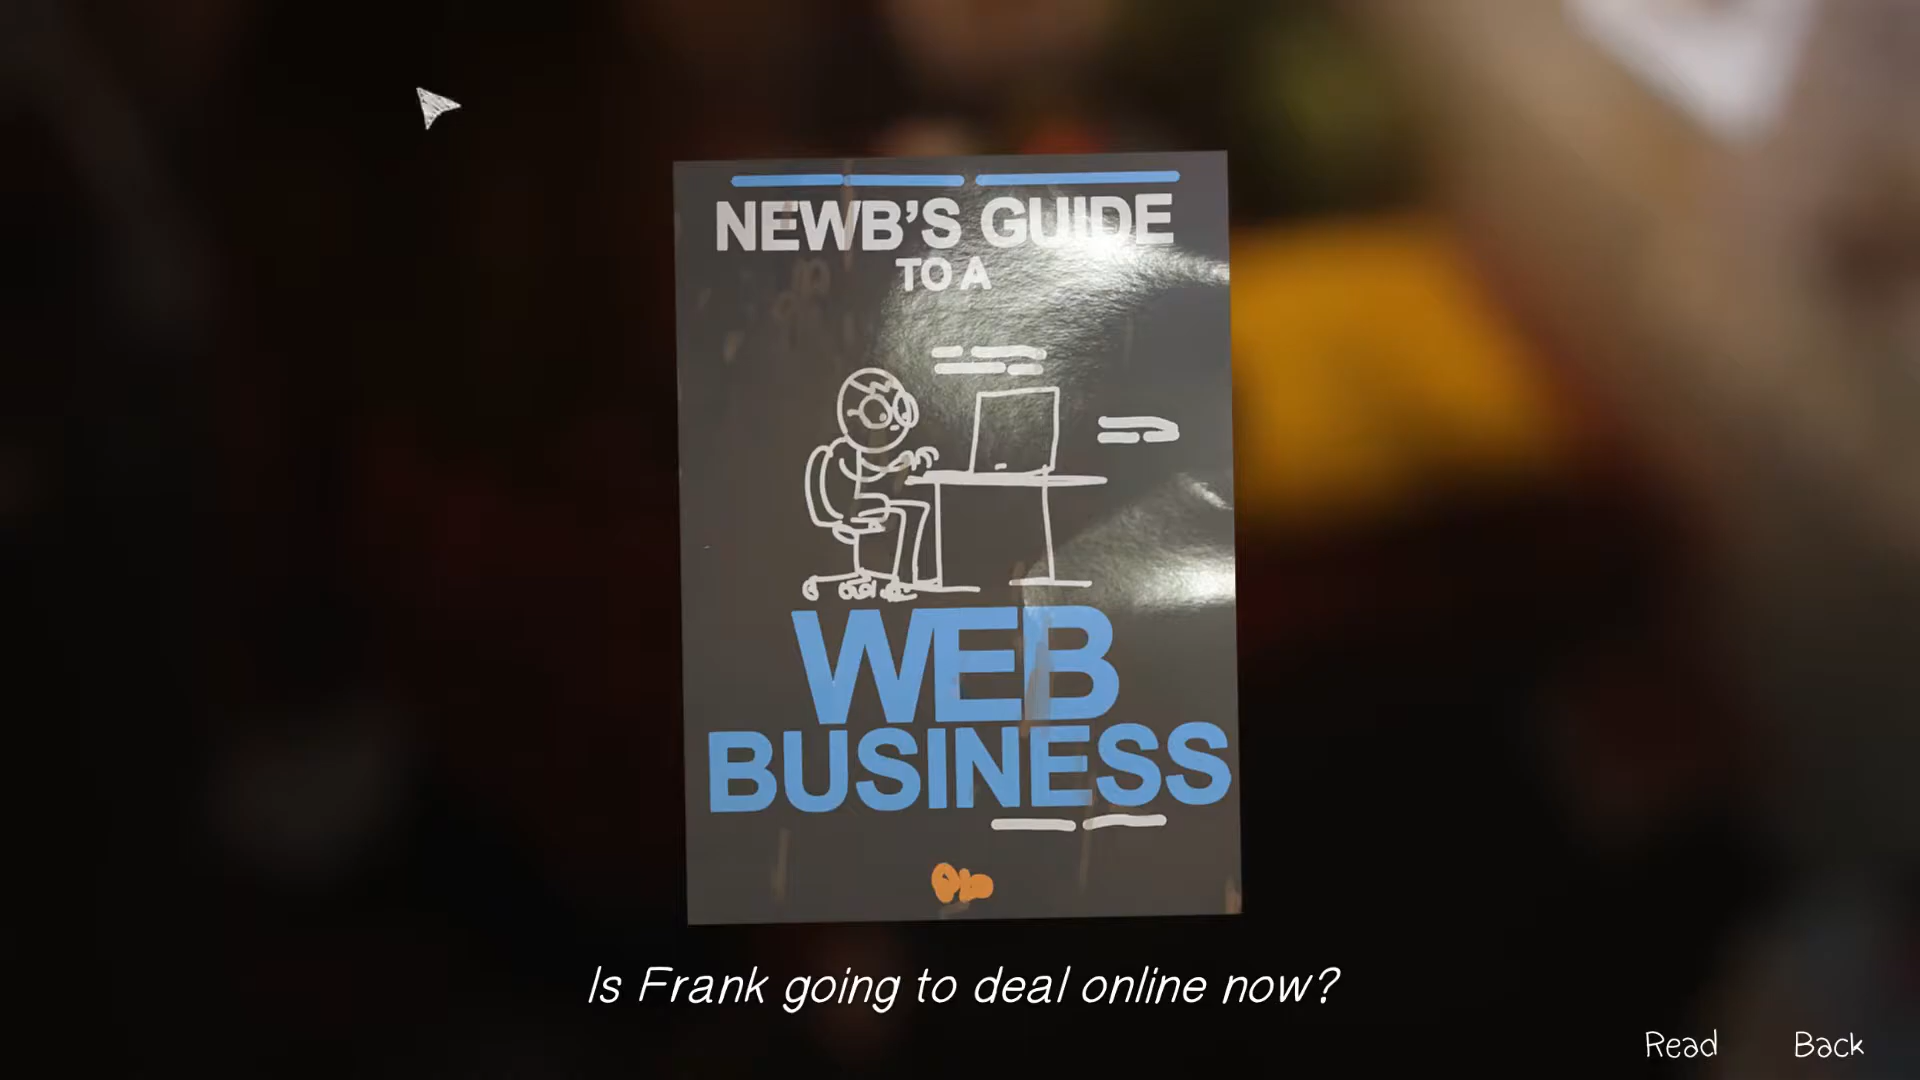 NEWB'S GUIDE
TO A
WEB
BUSINESS
Is Frank going to deal online now?
Read
Back